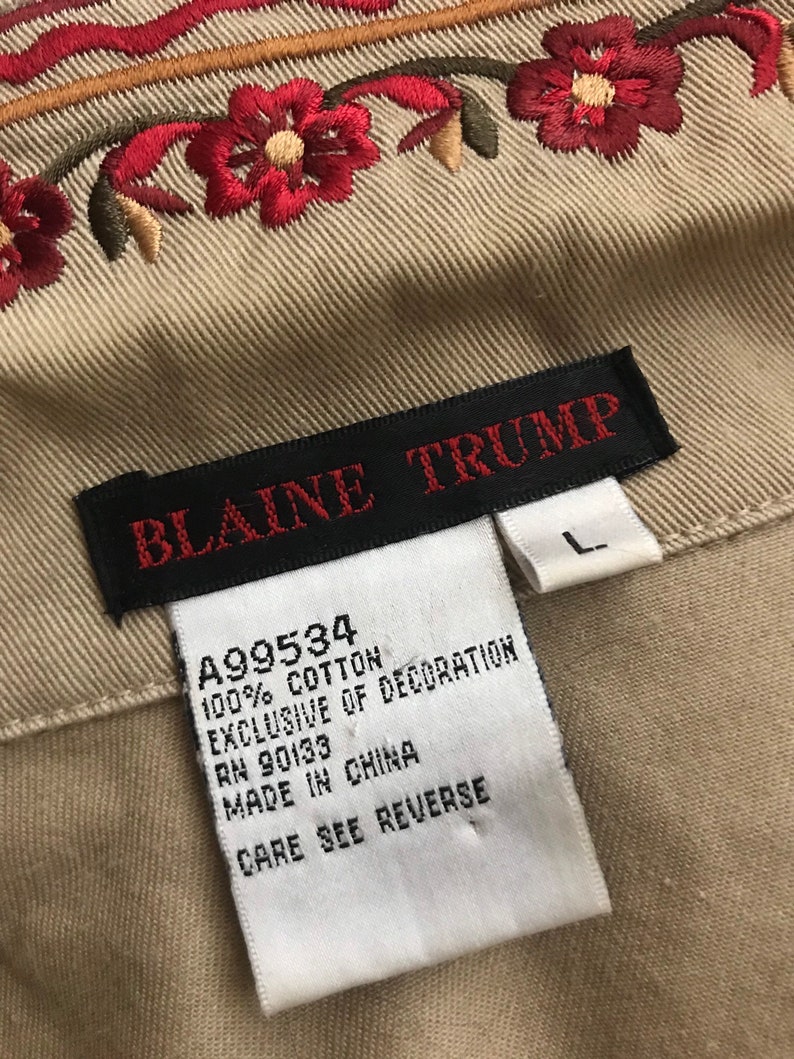 BLAINE TRUMP
L
A99534
100% COTTON
EXCLUSIVE OF DECORATION
RN 90133
MADE IN CHINA
CARE SEE REVERSE